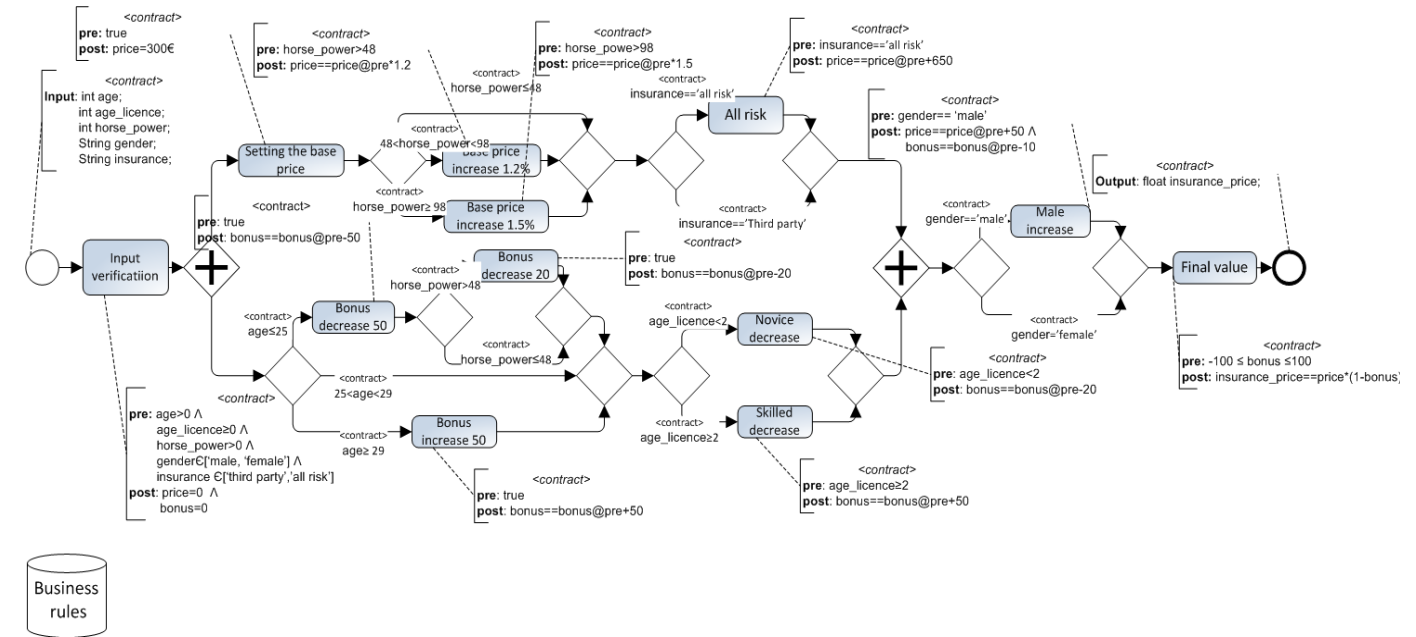 <contract>
pre: true
post: price=300€
<contract>
Input: int age;
int age_licence;
int horse_power;
String gender;
String insurance;
<contract>
pre: horse_power>48
post: price==price@pre*1.2
<contract>
pre: horse_powe>98
post: price==price@pre*1.5
<contract>
pre: insurance=='all risk'
post: price==price@pre+650
<contract>
horse_power≤48
<contract>
insurance=='all risk'
All risk
<contract>
pre: gender== 'male'
post: price==price@pre+50 Λ
bonus==bonus@pre-10
<contract>
48<horse_power<98
Setting the base
price
Base price
increase 1.2%
<contract>
horse_power≥ 98
Base price
increase 1.5%
<contract>
insurance=='Third party'
<contract>
Output: float insurance_price;
<contract>
pre: true
post: bonus==bonus@pre-50
<contract>
gender=='male'
Male
increase
Input
verificatiion
Bonus
decrease 20
<contract>
pre: true
post: bonus==bonus@pre-20
<contract>
horse_power>48
Final value
<contract>
age≤25
Bonus
decrease 50
<contract>
horse_power≤48
<contract>
age_licence<2
Novice
decrease
<contract>
gender='female'
<contract>
pre: -100 ≤ bonus ≤100
post: insurance_price==price*(1-bonus)
<contract>
pre: age_licence<2
post: bonus==bonus@pre-20
<contract>
25<age<29
<contract>
pre: age>0 Λ
age_licence≥0 Λ
horse_power>0 Λ
genderЄ['male, 'female'] Λ
insurance Є['third party','all risk']
post: price=0 Λ
bonus=0
<contract>
age≥ 29
Bonus
increase 50
<contract>
age_licence≥2
Skilled
decrease
<contract>
pre: true
post: bonus==bonus@pre+50
<contract>
pre: age_licence≥2
post: bonus==bonus@pre+50
Business
rules